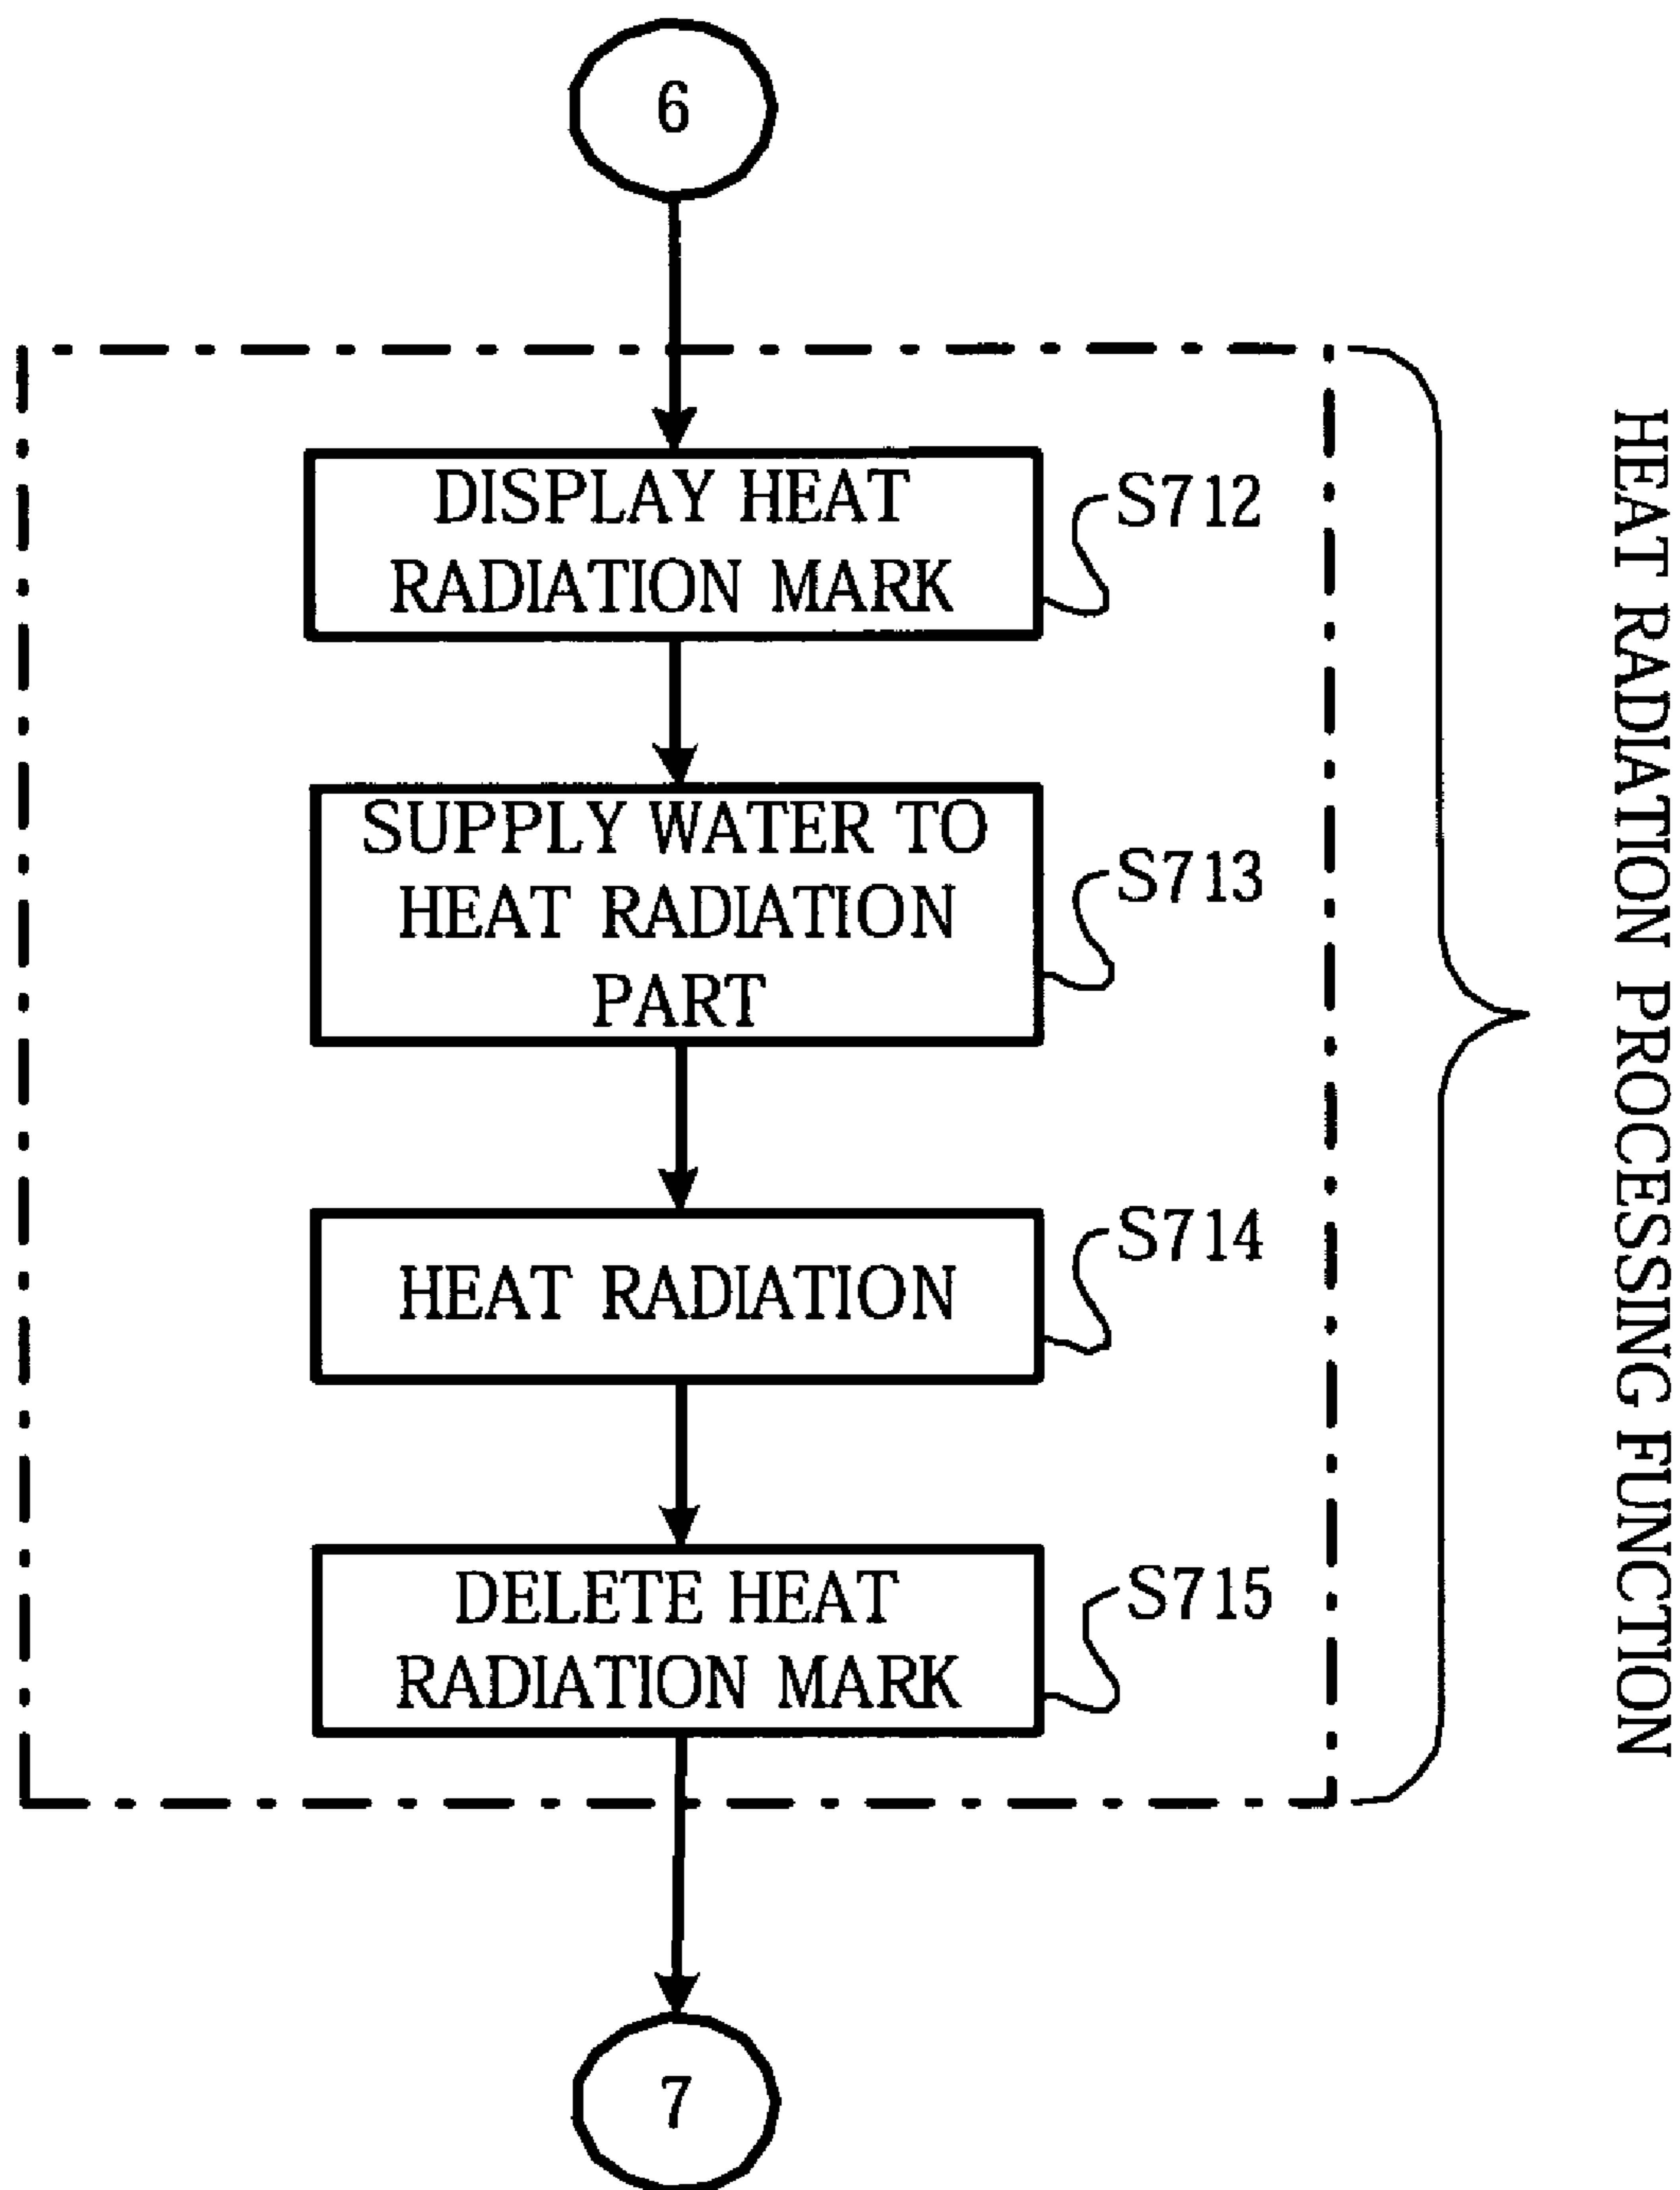 6
DISPLAY HEAT
RADIATION MARK
S712
SUPPLY WATER TO
HEAT RADIATION
PART
S713
HEAT RADIATION
S714
DELETE HEAT
RADIATION MARK
S715
7
HEAT RADIATION PROCESSING FUNCTION